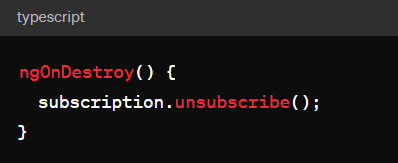 typescript
ngOnDestroy() {
  subscription.unsubscribe();
}